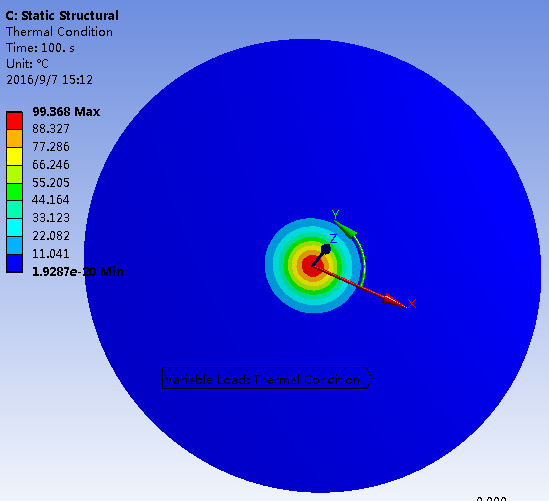 C: Static Structural
Thermal Condition
Time: 100. s
Unit: °C
2016/9/7 15:12
99.368 Max
88.327
77.286
66.246
55.205
44.164
33.123
22.082
11.041
1.9287e-20 Min
Y
Z
X
Variable Load: Thermal Condition
0.000